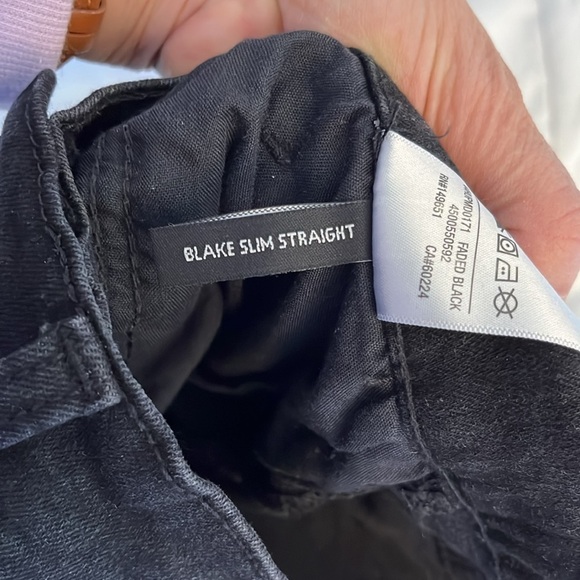 BLAKE SLIM STRAIGHT
FADED BLACK
4500550592
RN#149651
CA#60224